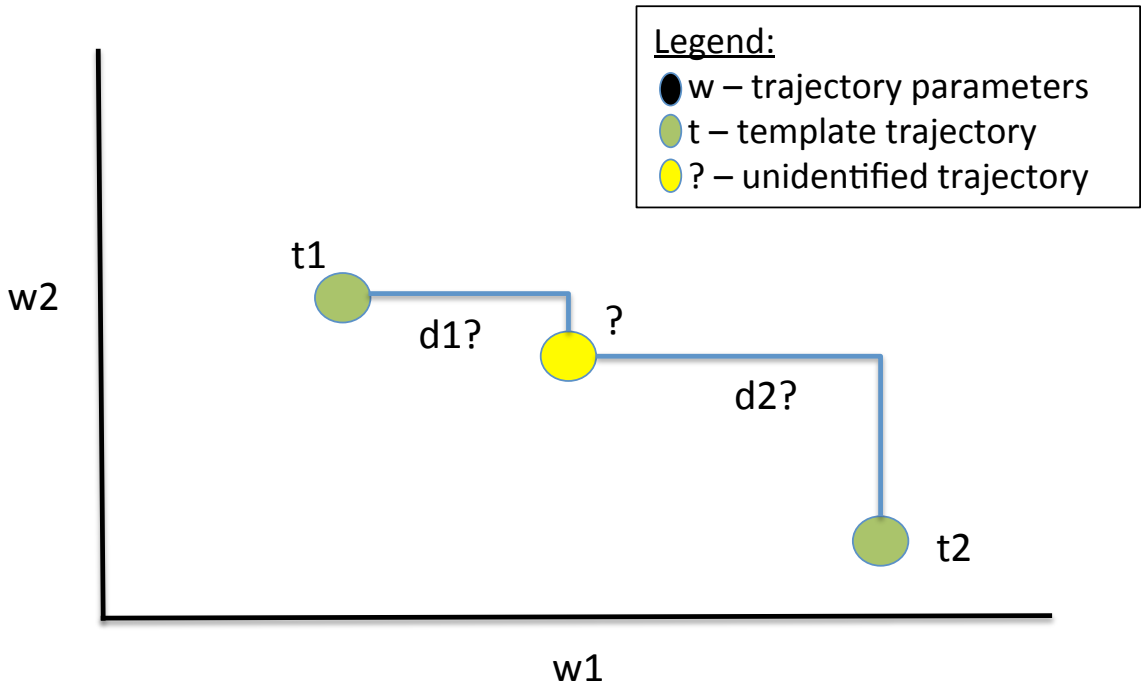 Legend:
w – trajectory parameters
t – template trajectory
? – unidentified trajectory
t1
w2
?
d1?
d2?
t2
w1